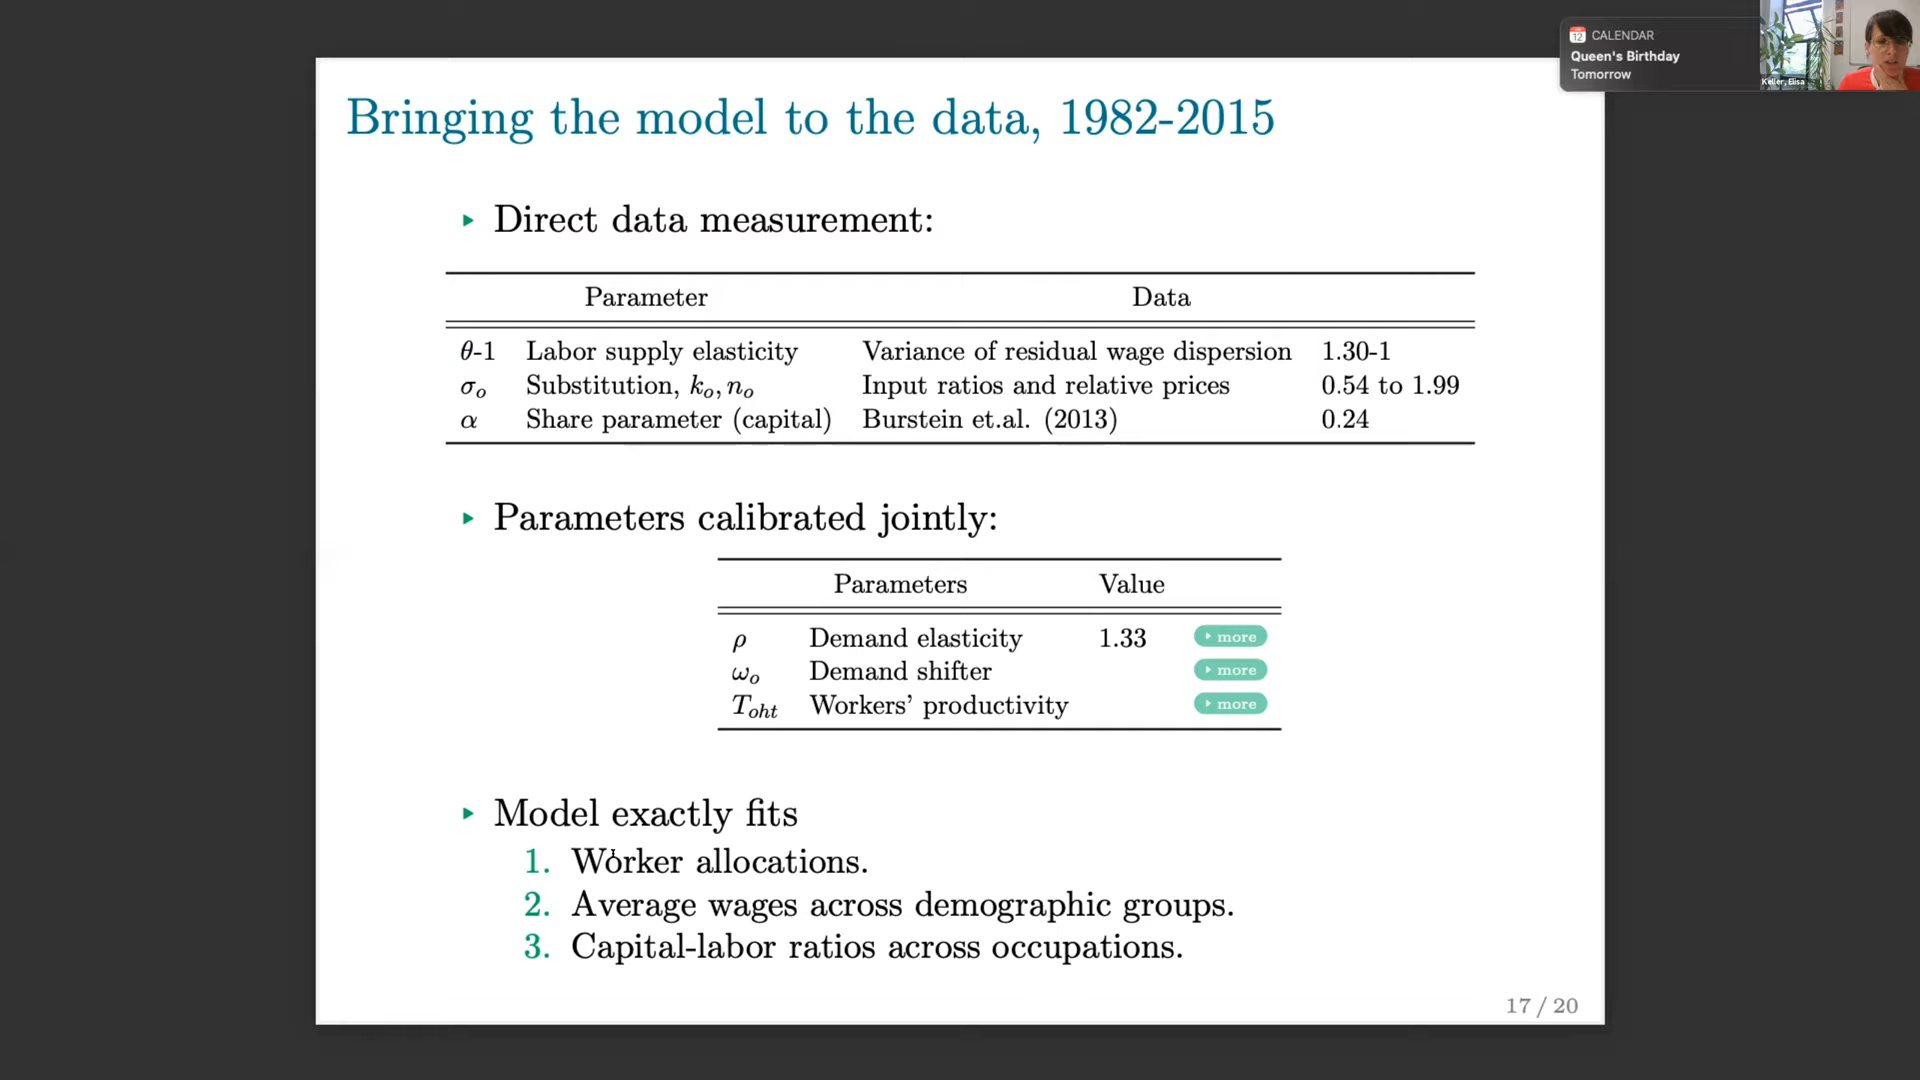 12 CALENDAR
Queen's Birthday
Tomorrow
Keller, Elisa
Bringing the model to the data, 1982-2015
Direct data measurement:
Parameter Data
θ-1 Labor supply elasticity Variance of residual wage dispersion 1.30-1
σₒ Substitution, kₒ, nₒ Input ratios and relative prices 0.54 to 1.99
α Share parameter (capital) Burstein et.al. (2013) 0.24
Parameters calibrated jointly:
Parameters Value
ρ Demand elasticity 1.33 more
ωₒ Demand shifter more
Tₒₕₜ Workers' productivity more
Model exactly fits
1. Worker allocations.
2. Average wages across demographic groups.
3. Capital-labor ratios across occupations.
17 / 20